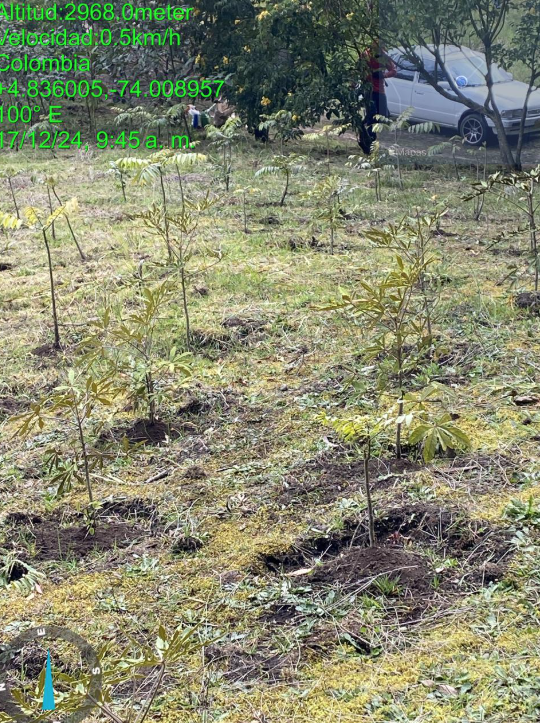 Altitud:2968.0meter
Velocidad:0.5km/h
Colombia
+4.836005,-74.008957
100° E
17/12/24, 9:45 a. m.
E
S